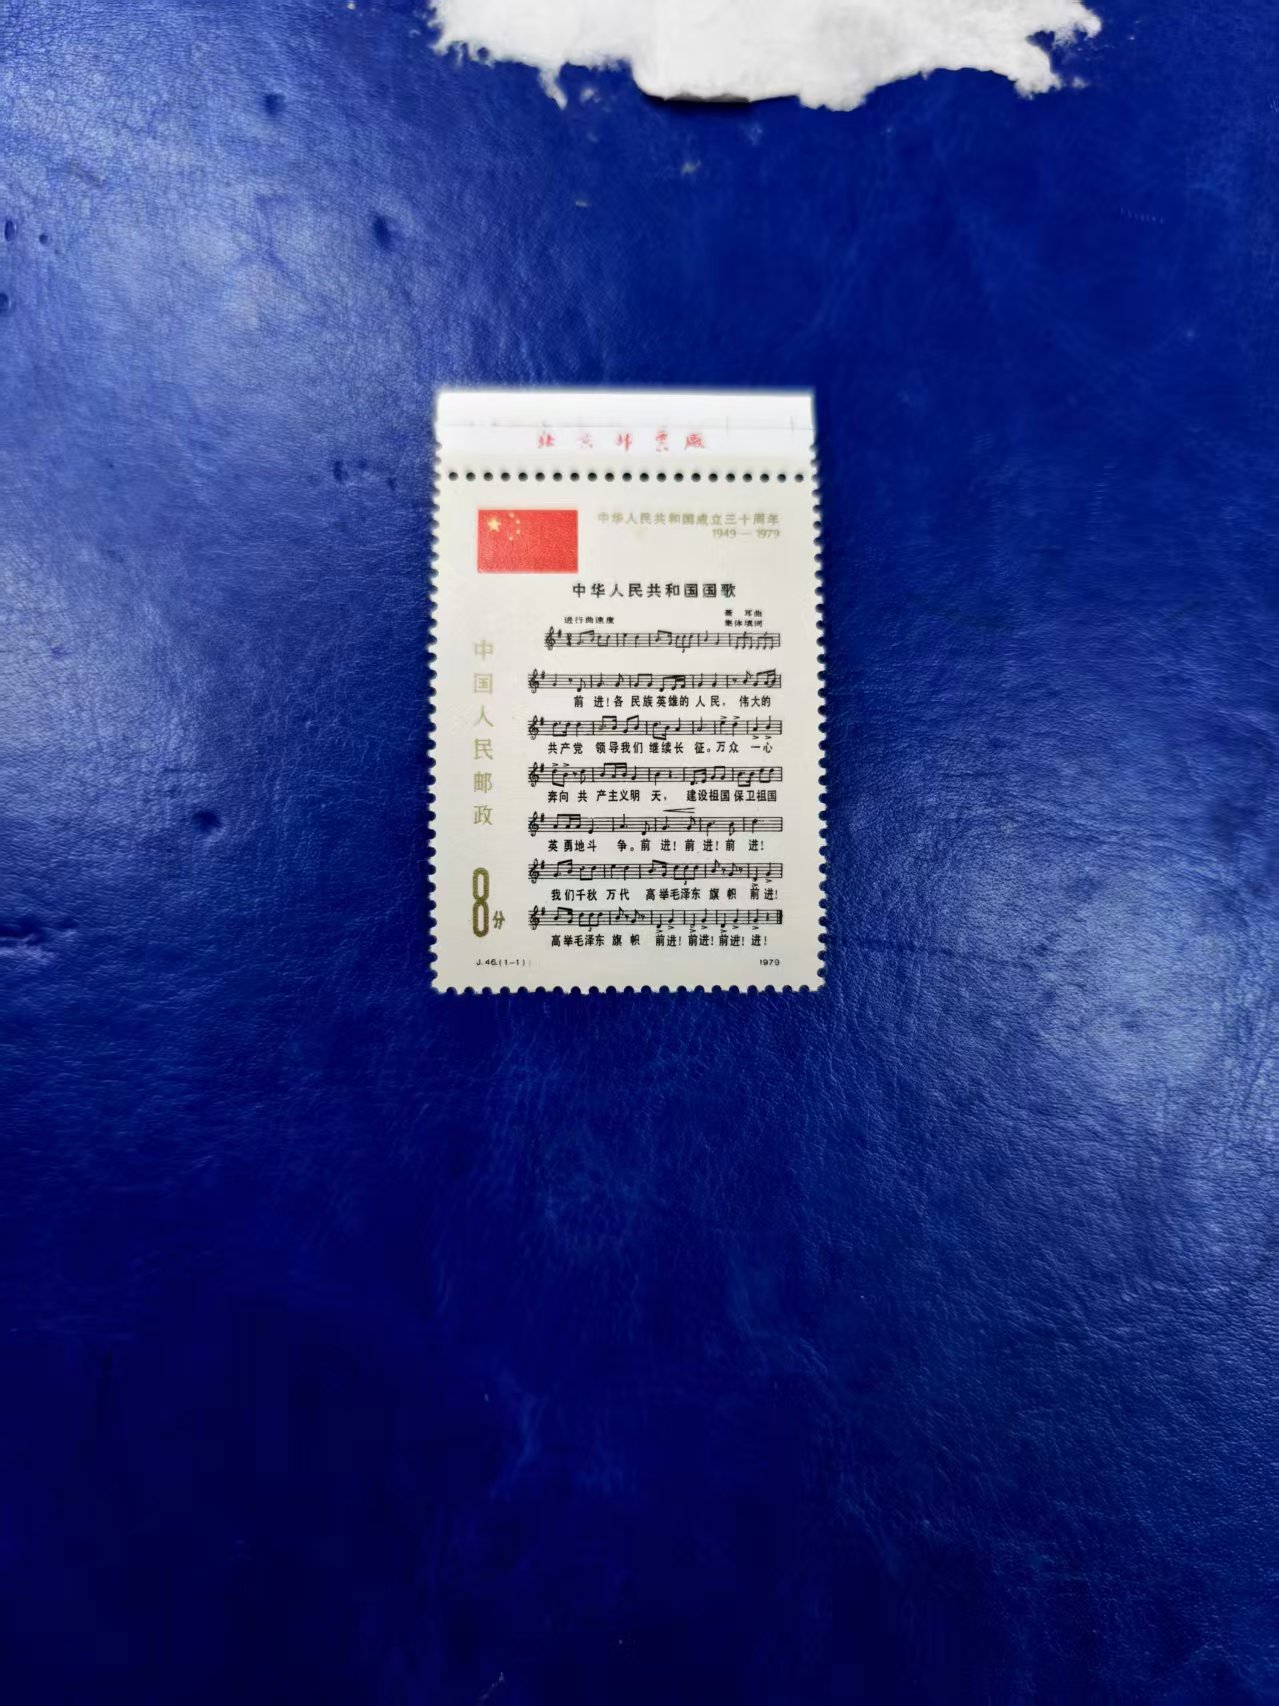 北京邮票厂
中华人民共和国成立三十周年
1949—1979
中华人民共和国国歌
进行曲速度
聂耳曲
集体填词
中国人民邮政
前进!各民族英雄的人民,伟大的
共产党领导我们继续长征。万众一心
奔向共产主义明天,建设祖国保卫祖国
英勇地斗争。前进!前进!前进!
我们千秋万代高举毛泽东旗帜前进!
高举毛泽东旗帜前进!前进!前进!进!
8分
J.46.(1-1)
1979